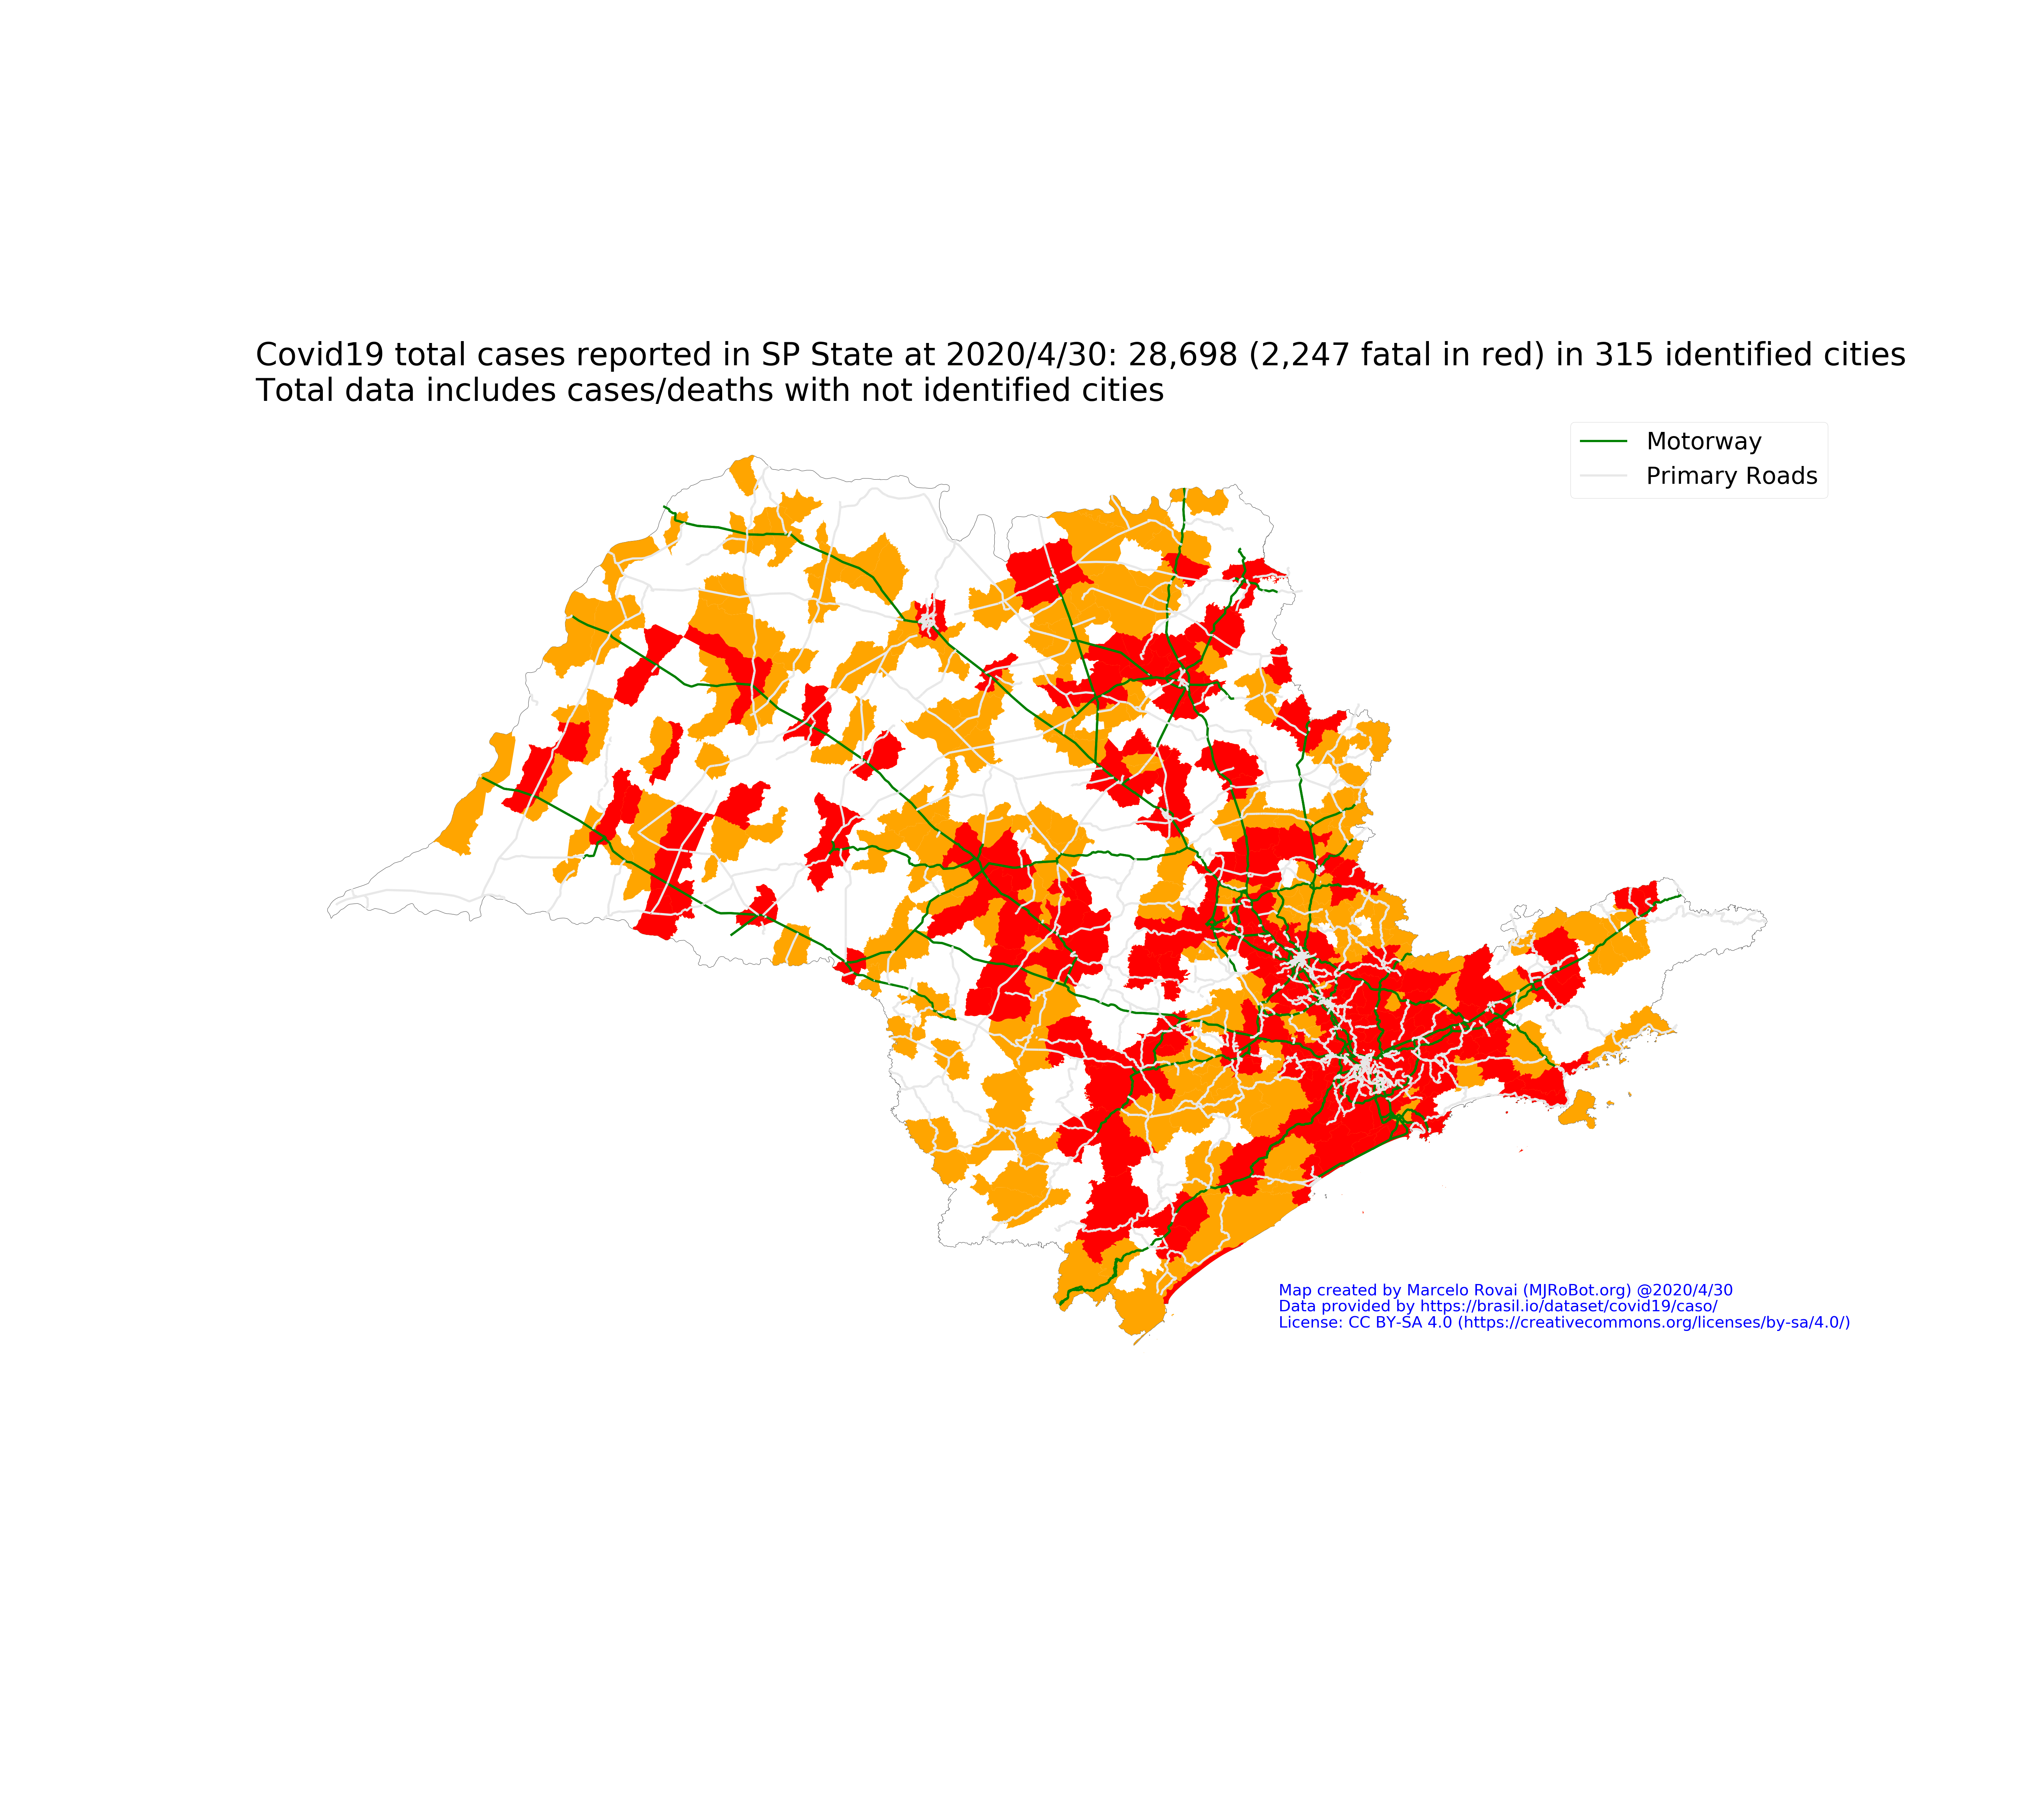 Covid19 total cases reported in SP State at 2020/4/30: 28,698 (2,247 fatal in red) in 315 identified cities
Total data includes cases/deaths with not identified cities
Motorway
Primary Roads
Map created by Marcelo Rovai (MJRoBot.org) @2020/4/30
Data provided by https://brasil.io/dataset/covid19/caso/
License: CC BY-SA 4.0 (https://creativecommons.org/licenses/by-sa/4.0/)